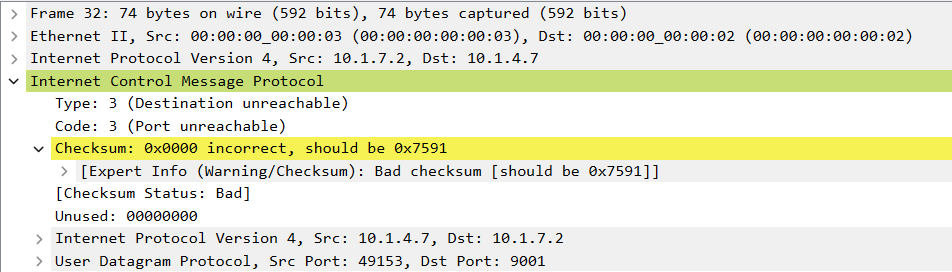 Frame 32: 74 bytes on wire (592 bits), 74 bytes captured (592 bits)
Ethernet II, Src: 00:00:00_00:00:03 (00:00:00:00:00:03), Dst: 00:00:00_00:00:02 (00:00:00:00:00:02)
Internet Protocol Version 4, Src: 10.1.7.2, Dst: 10.1.4.7
Internet Control Message Protocol
Type: 3 (Destination unreachable)
Code: 3 (Port unreachable)
Checksum: 0x0000 incorrect, should be 0x7591
[Expert Info (Warning/Checksum): Bad checksum [should be 0x7591]]
[Checksum Status: Bad]
Unused: 00000000
Internet Protocol Version 4, Src: 10.1.4.7, Dst: 10.1.7.2
User Datagram Protocol, Src Port: 49153, Dst Port: 9001